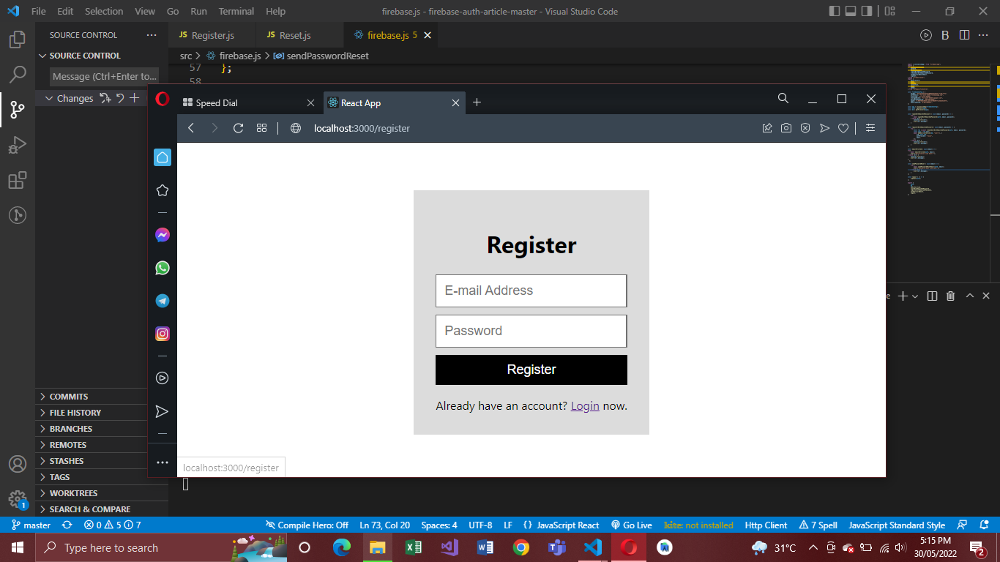 File Edit Selection View Go Run Terminal Help firebase.js - firebase-auth-article-master - Visual Studio Code
SOURCE CONTROL
SOURCE CONTROL
Message (Ctrl+Enter to...
Changes
COMMITS
FILE HISTORY
BRANCHES
REMOTES
STASHES
TAGS
WORKTREES
SEARCH & COMPARE
JS Register.js JS Reset.js firebase.js 5
B
src > firebase.js > sendPasswordReset
57 };
58
Speed Dial React App
localhost:3000/register
Register
E-mail Address
Password
Register
Already have an account? Login now.
localhost:3000/register
1
master 0 5 7 Compile Hero: Off Ln 73, Col 20 Spaces: 4 UTF-8 LF {} JavaScript React Go Live kite: not installed Http Client 7 Spell JavaScript Standard Style
Type here to search
31°C
5:15 PM
30/05/2022
2